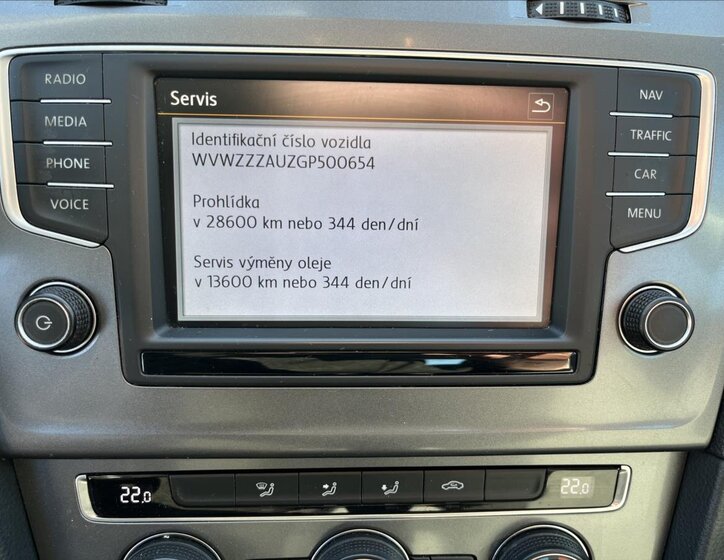 Servis
RADIO
MEDIA
PHONE
VOICE
Identifikační číslo vozidla
WVWZZZAUZGP500654
Prohlídka
v 28600 km nebo 344 den/dní
Servis výměny oleje
v 13600 km nebo 344 den/dní
NAV
TRAFFIC
CAR
MENU
22.0
22.0